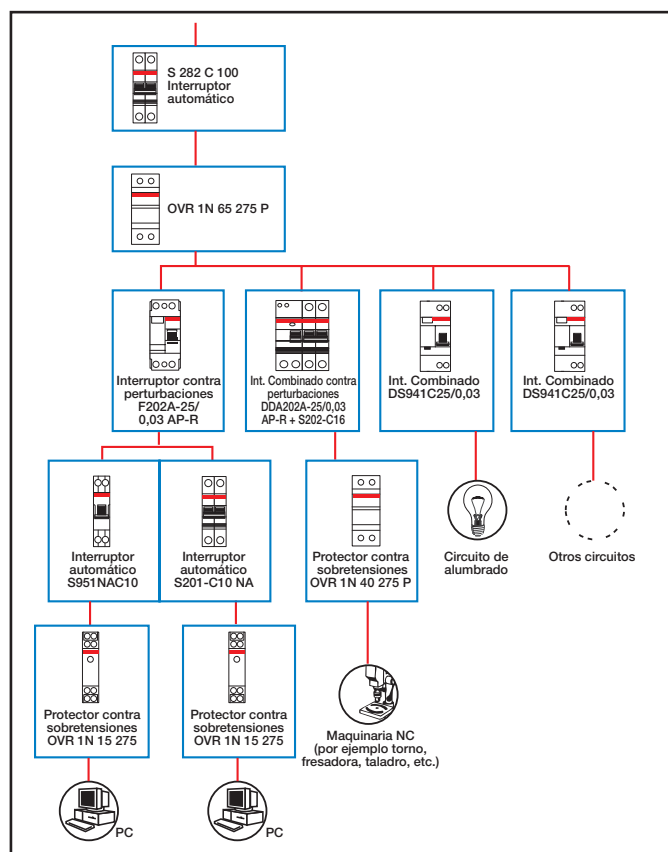 S 282 C 100
Interruptor
automático
OVR 1N 65 275 P
Interruptor contra
perturbaciones
F202A-25/
0,03 AP-R
Int. Combinado contra
perturbaciones
DDA202A-25/0,03
AP-R + S202-C16
Int. Combinado
DS941C25/0,03
Int. Combinado
DS941C25/0,03
Interruptor
automático
S951NAC10
Interruptor
automático
S201-C10 NA
Protector contra
sobretensiones
OVR 1N 40 275 P
Circuito de
alumbrado
Otros circuitos
Protector contra
sobretensiones
OVR 1N 15 275
Protector contra
sobretensiones
OVR 1N 15 275
Maquinaria NC
(por ejemplo torno,
fresadora, taladro, etc.)
PC
PC